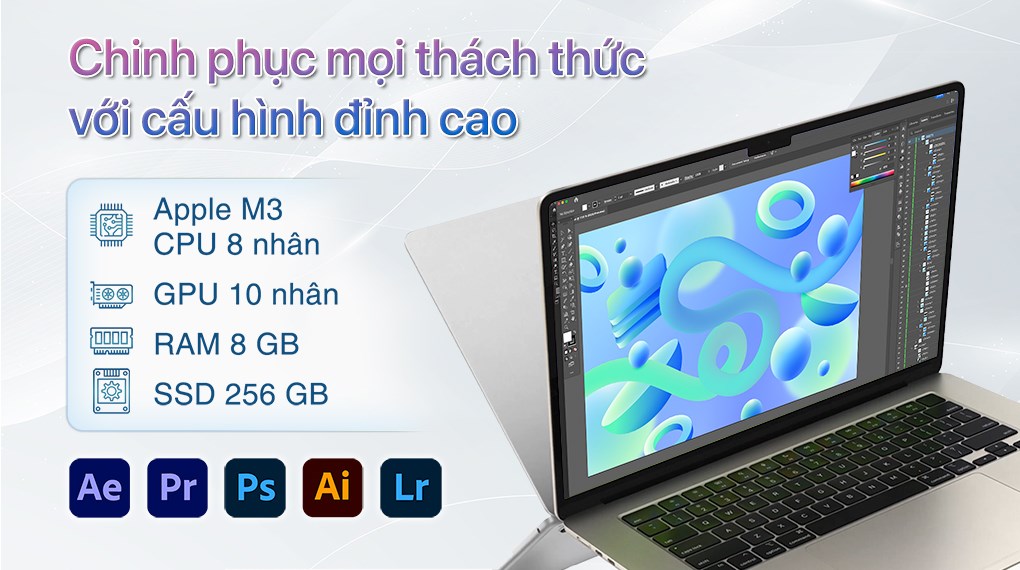 Chinh phục mọi thách thức
với cấu hình đỉnh cao
Apple M3
CPU 8 nhân
GPU 10 nhân
RAM 8 GB
SSD 256 GB
Ae Pr Ps Ai Lr